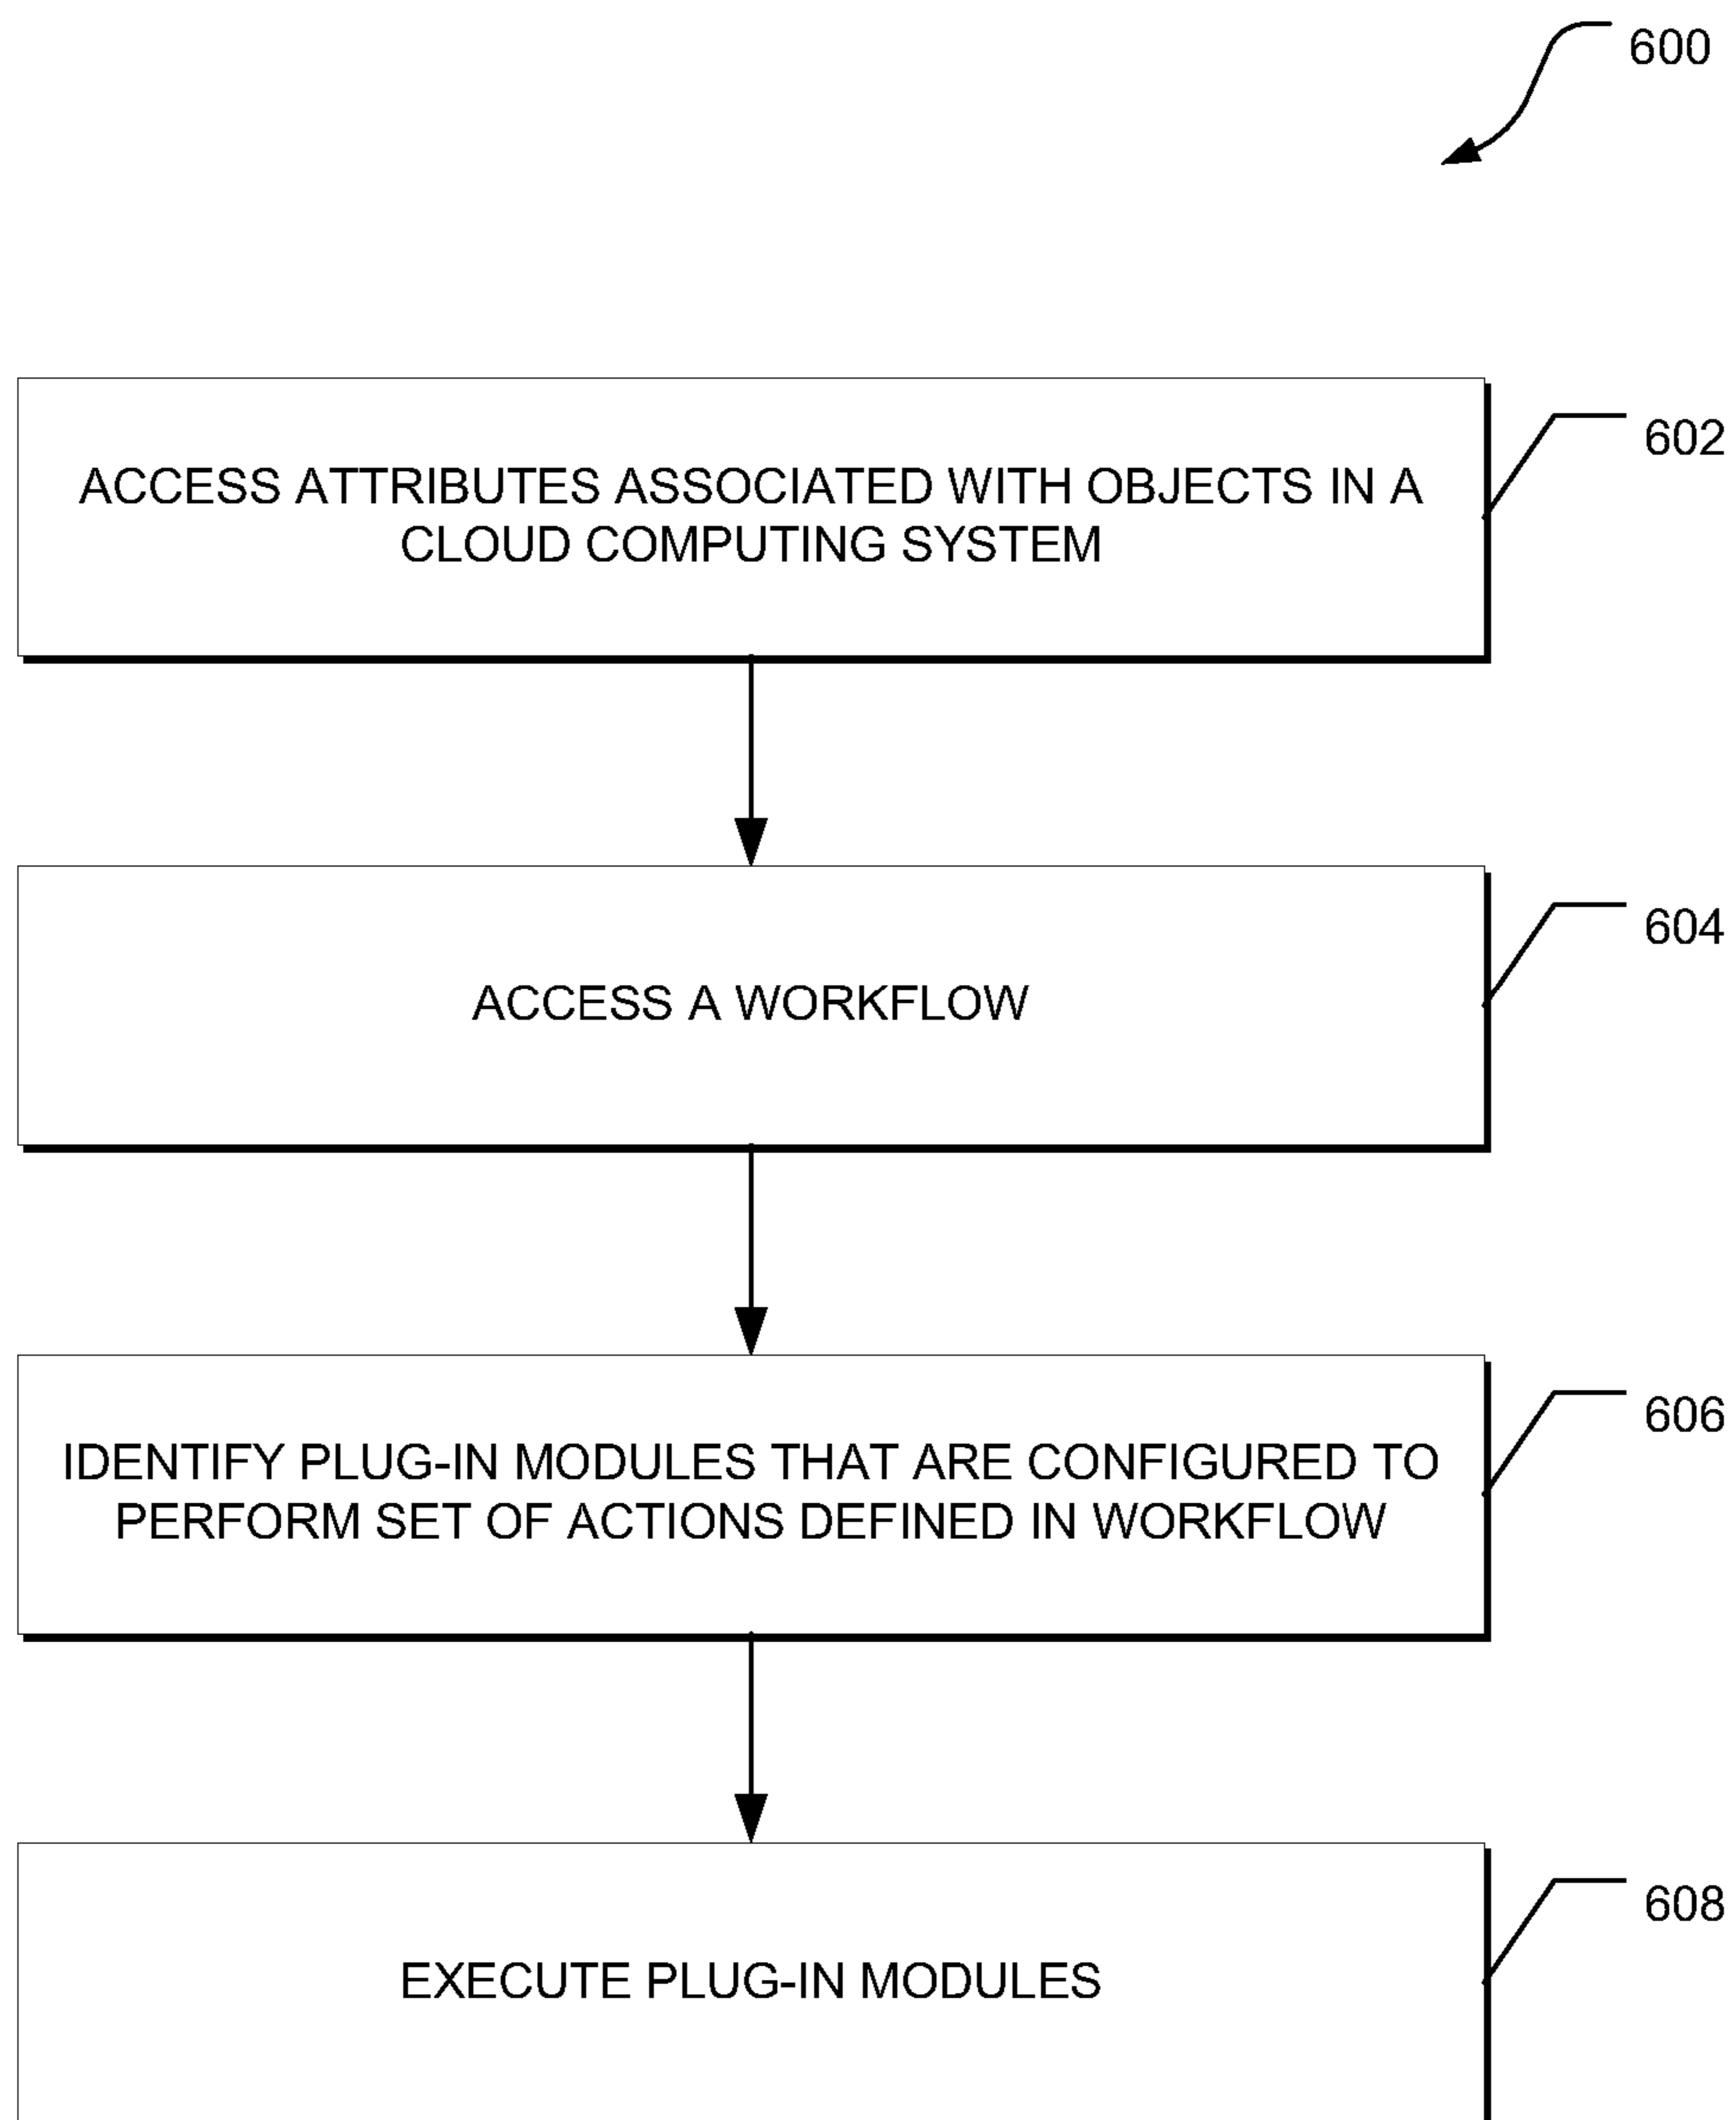 600
602
ACCESS ATTRIBUTES ASSOCIATED WITH OBJECTS IN A
CLOUD COMPUTING SYSTEM
604
ACCESS A WORKFLOW
606
IDENTIFY PLUG-IN MODULES THAT ARE CONFIGURED TO
PERFORM SET OF ACTIONS DEFINED IN WORKFLOW
608
EXECUTE PLUG-IN MODULES